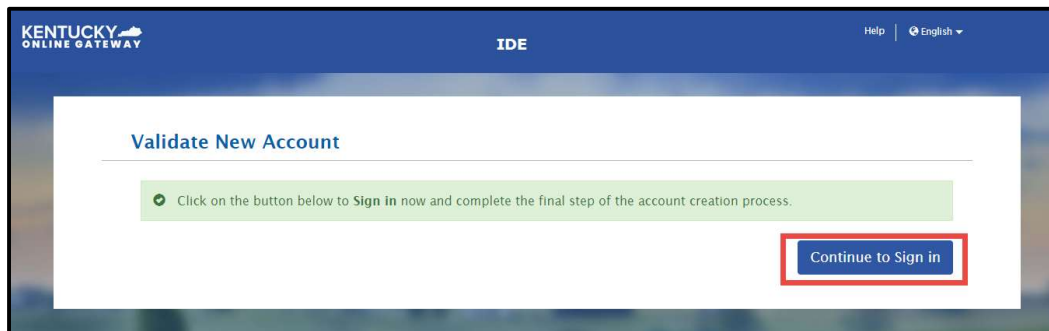 KENTUCKY
ONLINE GATEWAY
IDE
Help
English
Validate New Account
Click on the button below to Sign in now and complete the final step of the account creation process.
Continue to Sign in